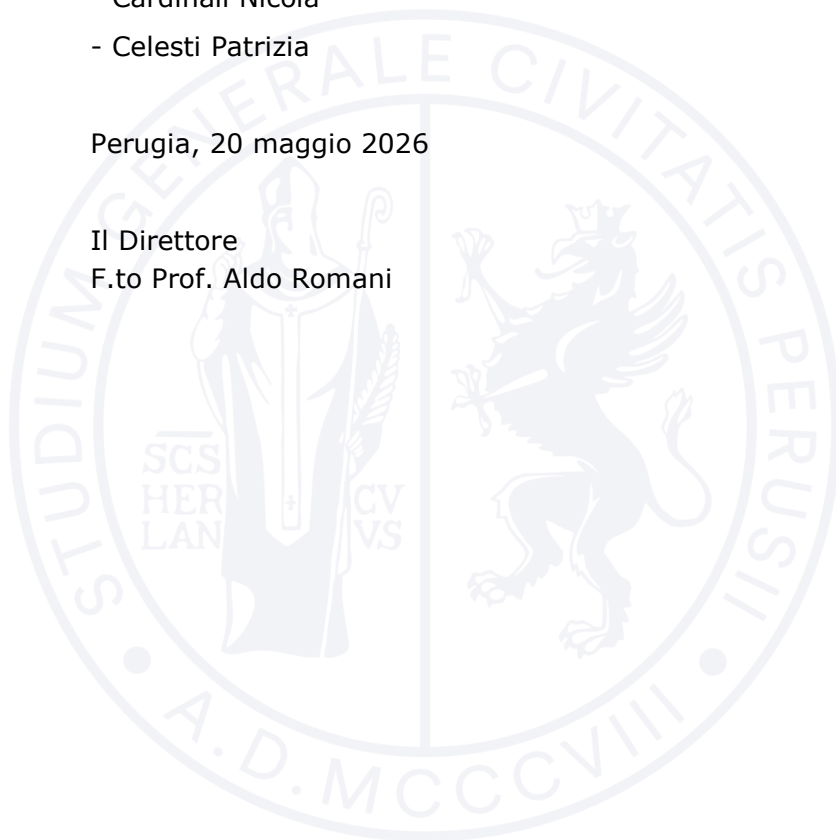 Cardinali Nicola
- Celesti Patrizia
Perugia, 20 maggio 2026
Il Direttore
F.to Prof. Aldo Romani
STUDIUM GENERALE CIVITATIS PERUSII
SCS
HER CV
LAN VS
A.D. MCCCVIII